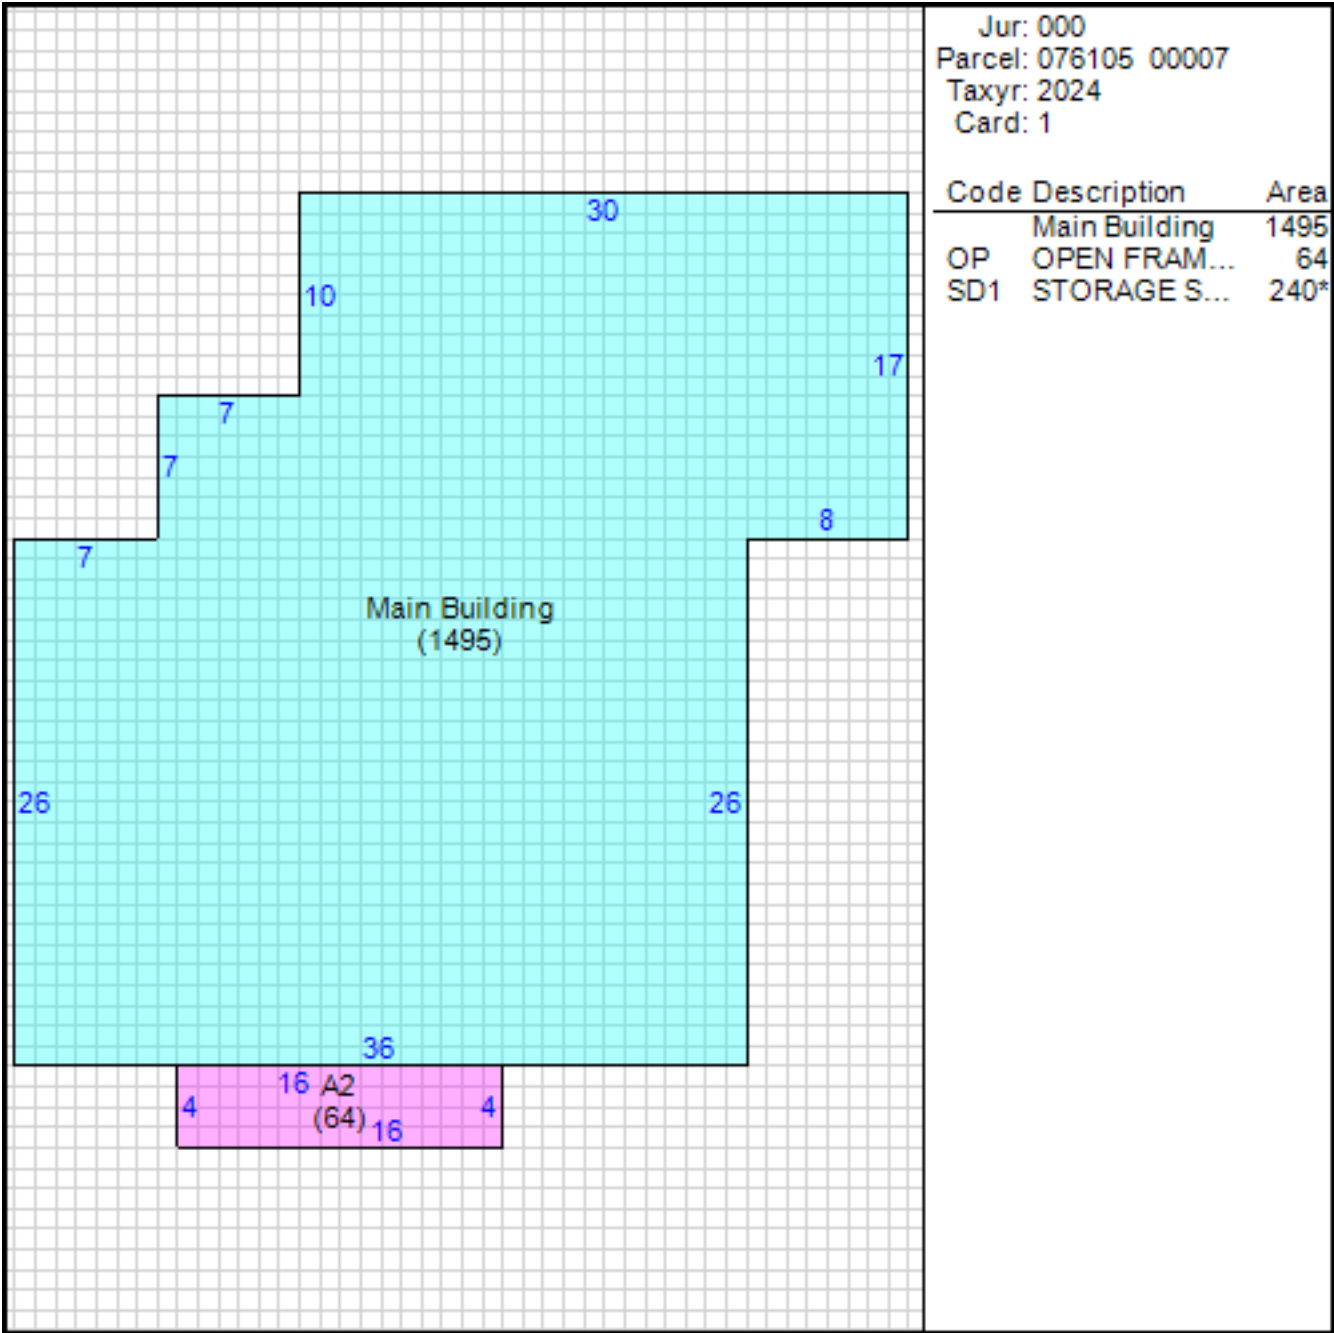 Jur: 000
Parcel: 076105 00007
Taxyr: 2024
Card: 1
Code Description Area
Main Building 1495
OP OPEN FRAM... 64
SD1 STORAGE S... 240*
30
10
17
7
7
8
7
Main Building
(1495)
26 26
36
16 A2
4 4
(64)
16